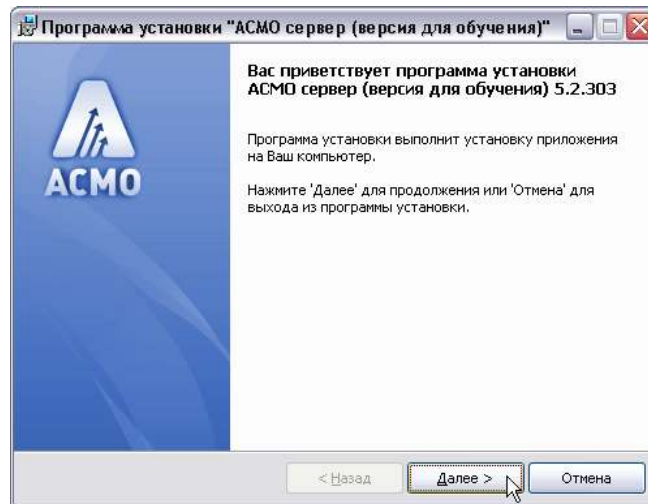 Программа установки "АСМО сервер (версия для обучения)"
Вас приветствует программа установки
АСМО сервер (версия для обучения) 5.2.303
Программа установки выполнит установку приложения
на Ваш компьютер.
Нажмите 'Далее' для продолжения или 'Отмена' для
выхода из программы установки.
АСМО
< Назад
Далее >
Отмена